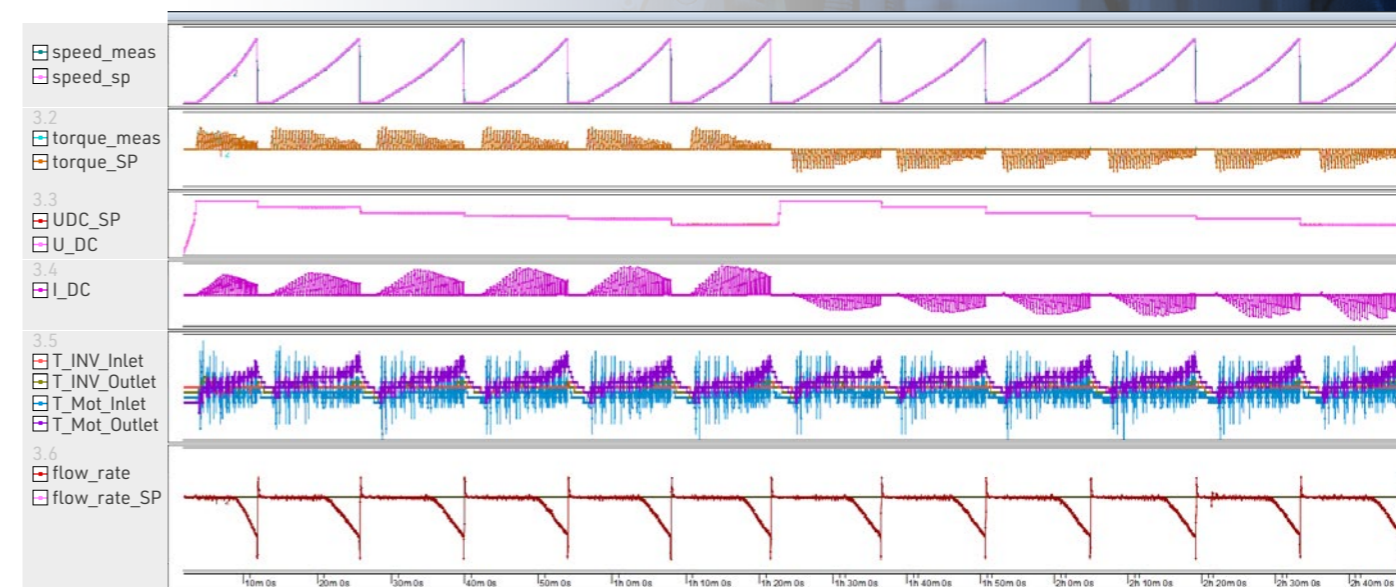 speed_meas
speed_sp
3.2
torque_meas
torque_SP
3.3
UDC_SP
U_DC
3.4
I_DC
3.5
T_INV_Inlet
T_INV_Outlet
T_Mot_Inlet
T_Mot_Outlet
3.6
flow_rate
flow_rate_SP
10m 0s 20m 0s 30m 0s 40m 0s 50m 0s 1h 0m 0s 1h 10m 0s 1h 20m 0s 1h 30m 0s 1h 40m 0s 1h 50m 0s 2h 0m 0s 2h 10m 0s 2h 20m 0s 2h 30m 0s 2h 40m 0s